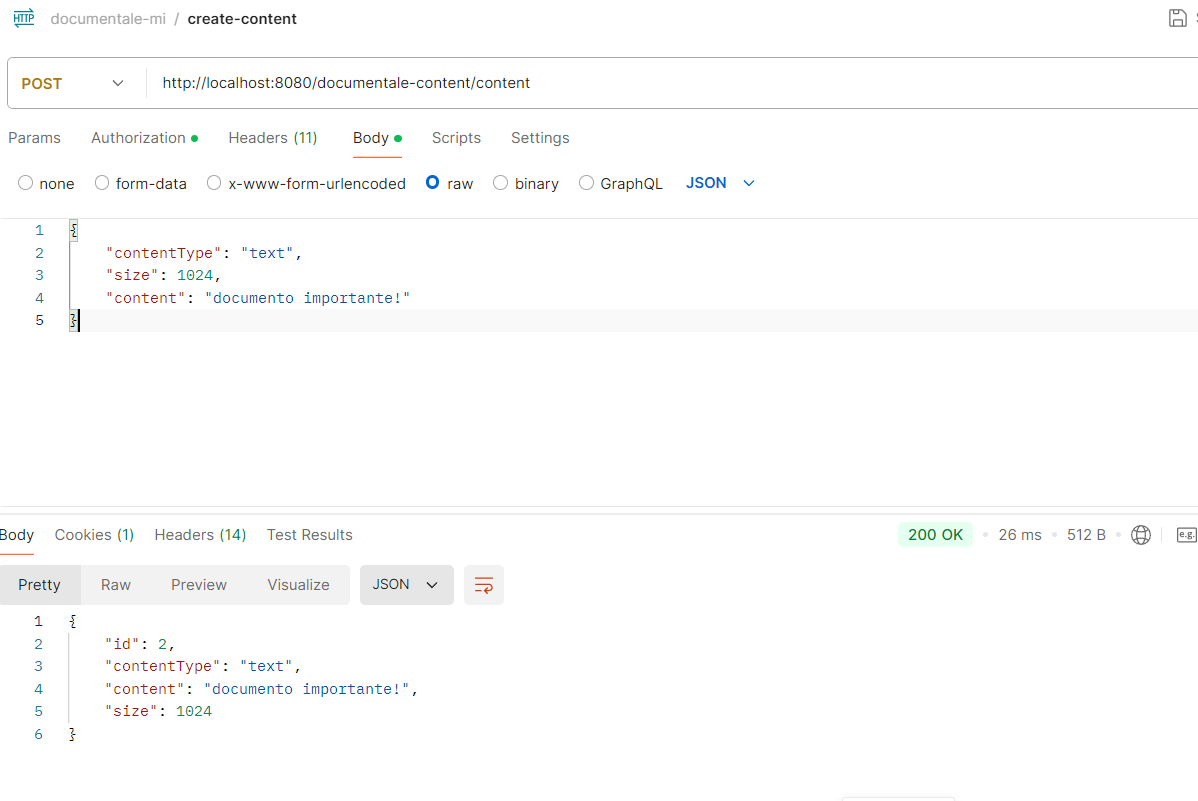 HTTP documentale-mi / create-content
POST http://localhost:8080/documentale-content/content
Params Authorization Headers (11) Body Scripts Settings
none form-data x-www-form-urlencoded raw binary GraphQL JSON
1 {
2 "contentType": "text",
3 "size": 1024,
4 "content": "documento importante!"
5 }
Body Cookies (1) Headers (14) Test Results 200 OK 26 ms 512 B e.g.
Pretty Raw Preview Visualize JSON
1 {
2 "id": 2,
3 "contentType": "text",
4 "content": "documento importante!",
5 "size": 1024
6 }